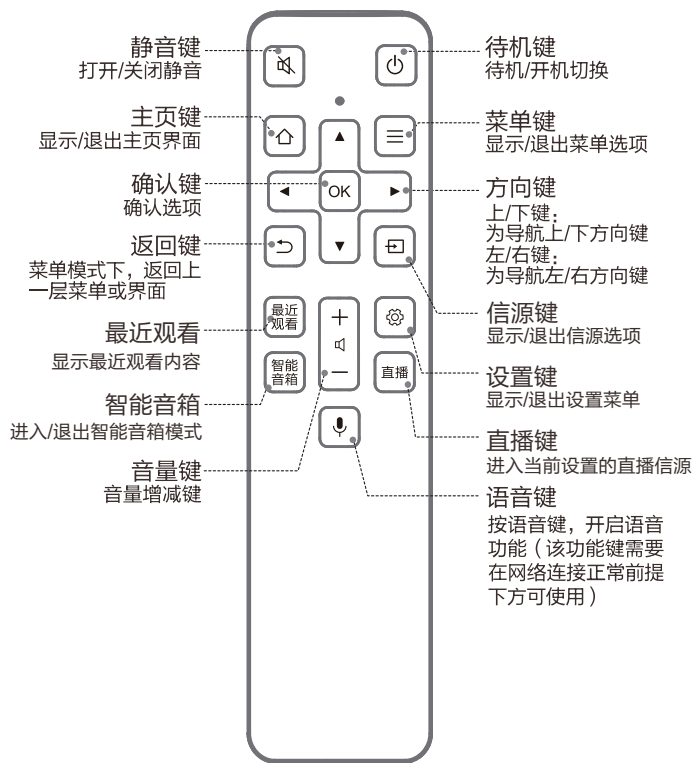 静音键
打开/关闭静音
主页键
显示/退出主页界面
确认键
确认选项
返回键
菜单模式下，返回上
一层菜单或界面
最近观看
显示最近观看内容
智能音箱
进入/退出智能音箱模式
音量键
音量增减键
OK
最近
观看
智能
音箱
直播
待机键
待机/开机切换
菜单键
显示/退出菜单选项
方向键
上/下键：
为导航上/下方向键
左/右键：
为导航左/右方向键
信源键
显示/退出信源选项
设置键
显示/退出设置菜单
直播键
进入当前设置的直播信源
语音键
按语音键，开启语音
功能（该功能键需要
在网络连接正常前提
下方可使用）